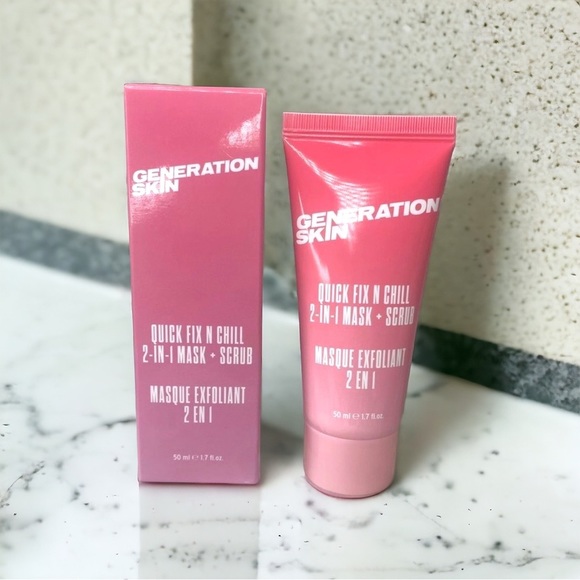 GENERATION
SKIN
QUICK FIX N CHILL
2-IN-1 MASK + SCRUB
MASQUE EXFOLIANT
2 EN 1
50 ml ℮ 1.7 fl.oz.
GENERATION
SKIN
QUICK FIX N CHILL
2-IN-1 MASK + SCRUB
MASQUE EXFOLIANT
2 EN 1
50 ml ℮ 1.7 fl.oz.